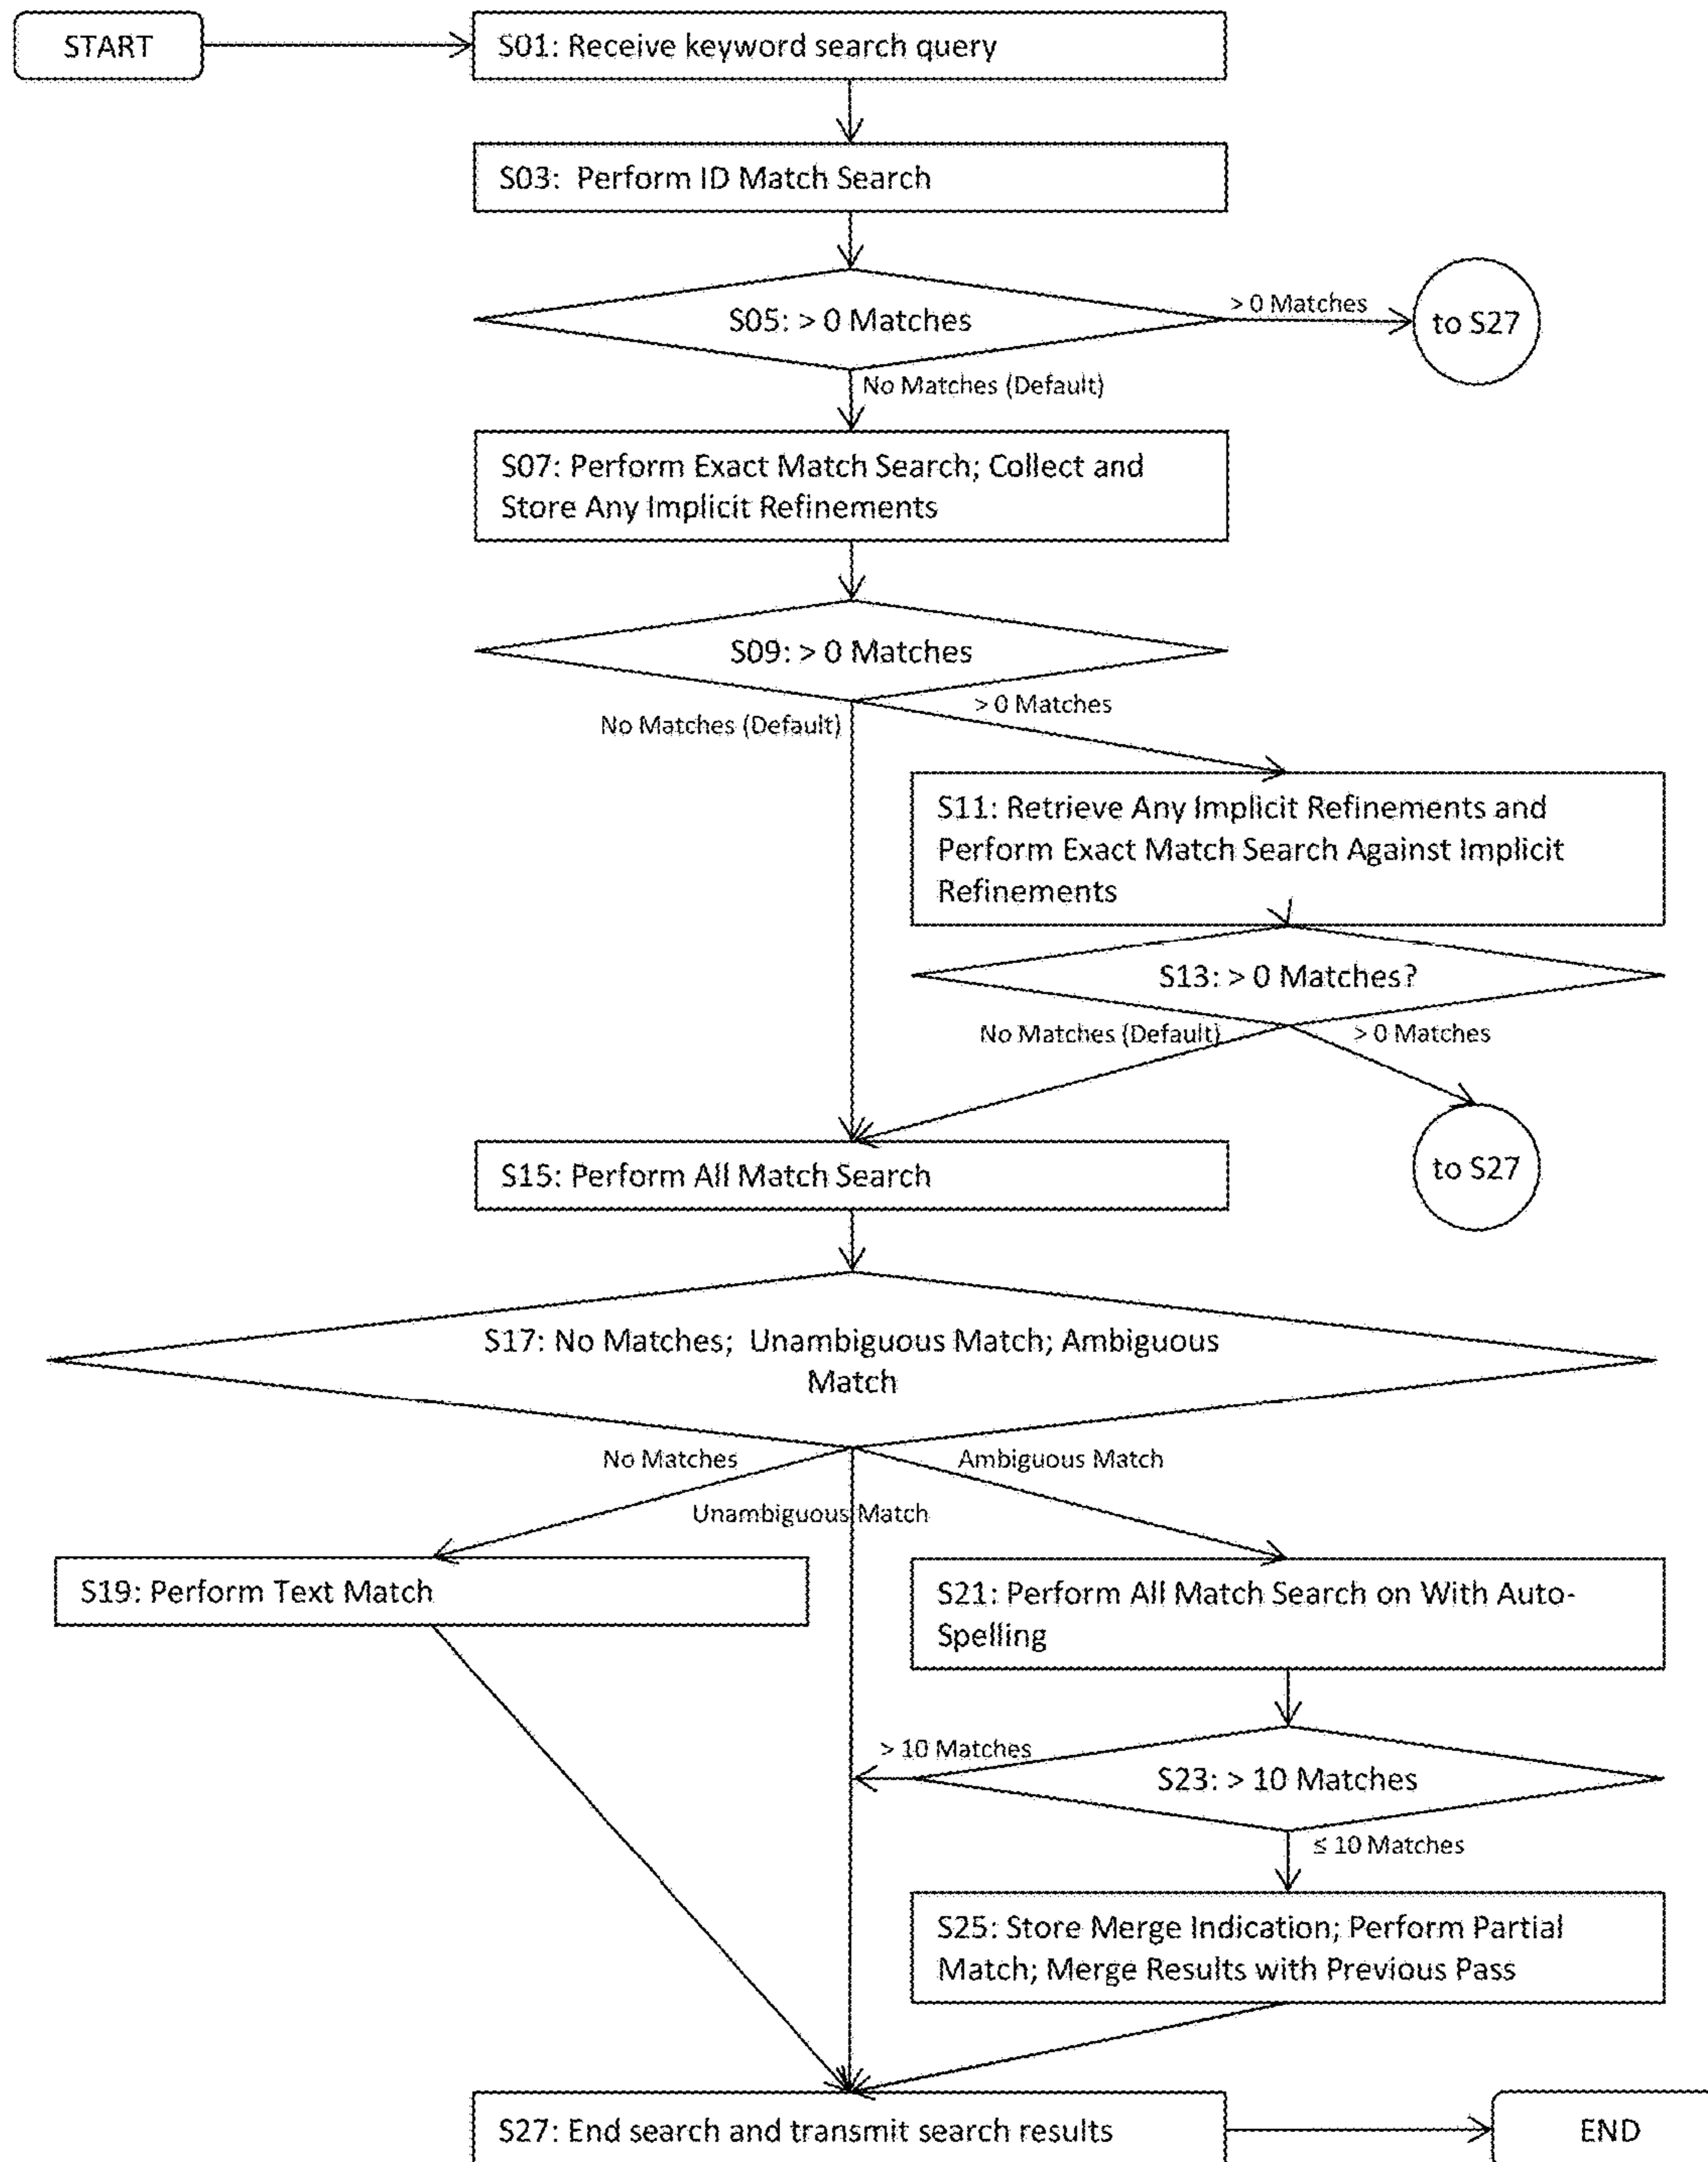 START
S01: Receive keyword search query
S03:  Perform ID Match Search
S05: > 0 Matches
> 0 Matches
to S27
No Matches (Default)
S07: Perform Exact Match Search; Collect and
Store Any Implicit Refinements
S09: > 0 Matches
No Matches (Default)
> 0 Matches
S11: Retrieve Any Implicit Refinements and
Perform Exact Match Search Against Implicit
Refinements
S13: > 0 Matches?
No Matches (Default)
> 0 Matches
S15: Perform All Match Search
to S27
S17: No Matches;  Unambiguous Match; Ambiguous
Match
No Matches
Ambiguous Match
Unambiguous Match
S19: Perform Text Match
S21: Perform All Match Search on With Auto-
Spelling
> 10 Matches
S23: > 10 Matches
≤ 10 Matches
S25: Store Merge Indication; Perform Partial
Match; Merge Results with Previous Pass
S27: End search and transmit search results
END